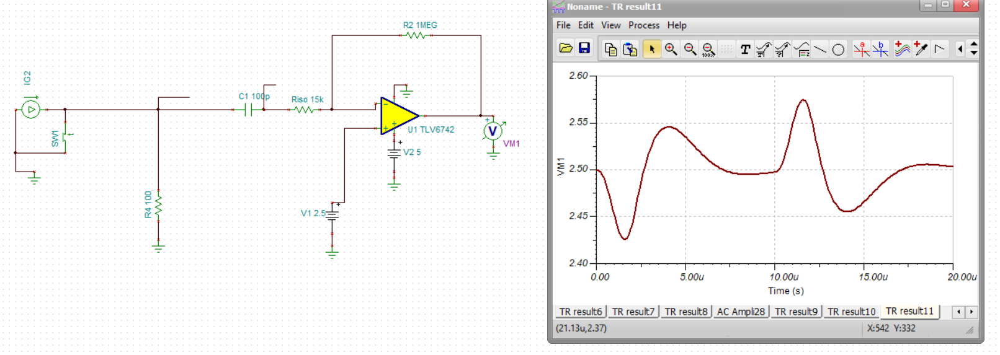 R2 1MEG
IG2
C1 100p
Riso 15k
t
SW1
U1 TLV6742
V
VM1
V2 5
R4 100
V1 2.5
Noname - TR result11
File Edit View Process Help
T
100%
a
b
2.60
2.55
2.50
2.45
2.40
VM1
0.00 5.00u 10.00u 15.00u 20.00u
Time (s)
TR result6 TR result7 TR result8 AC Ampli28 TR result9 TR result10 TR result11
(21.13u,2.37) X:542 Y:332